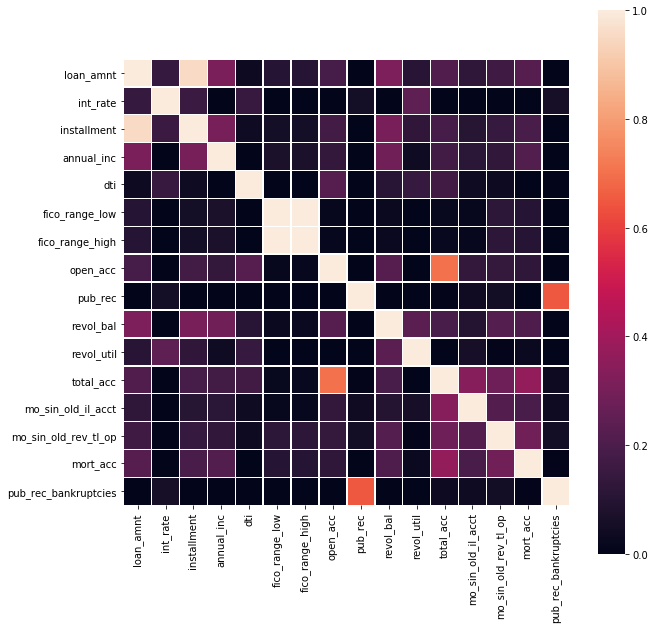 loan_amnt
int_rate
installment
annual_inc
dti
fico_range_low
fico_range_high
open_acc
pub_rec
revol_bal
revol_util
total_acc
mo_sin_old_il_acct
mo_sin_old_rev_tl_op
mort_acc
pub_rec_bankruptcies
loan_amnt
int_rate
installment
annual_inc
dti
fico_range_low
fico_range_high
open_acc
pub_rec
revol_bal
revol_util
total_acc
mo_sin_old_il_acct
mo_sin_old_rev_tl_op
mort_acc
pub_rec_bankruptcies
1.0
0.8
0.6
0.4
0.2
0.0